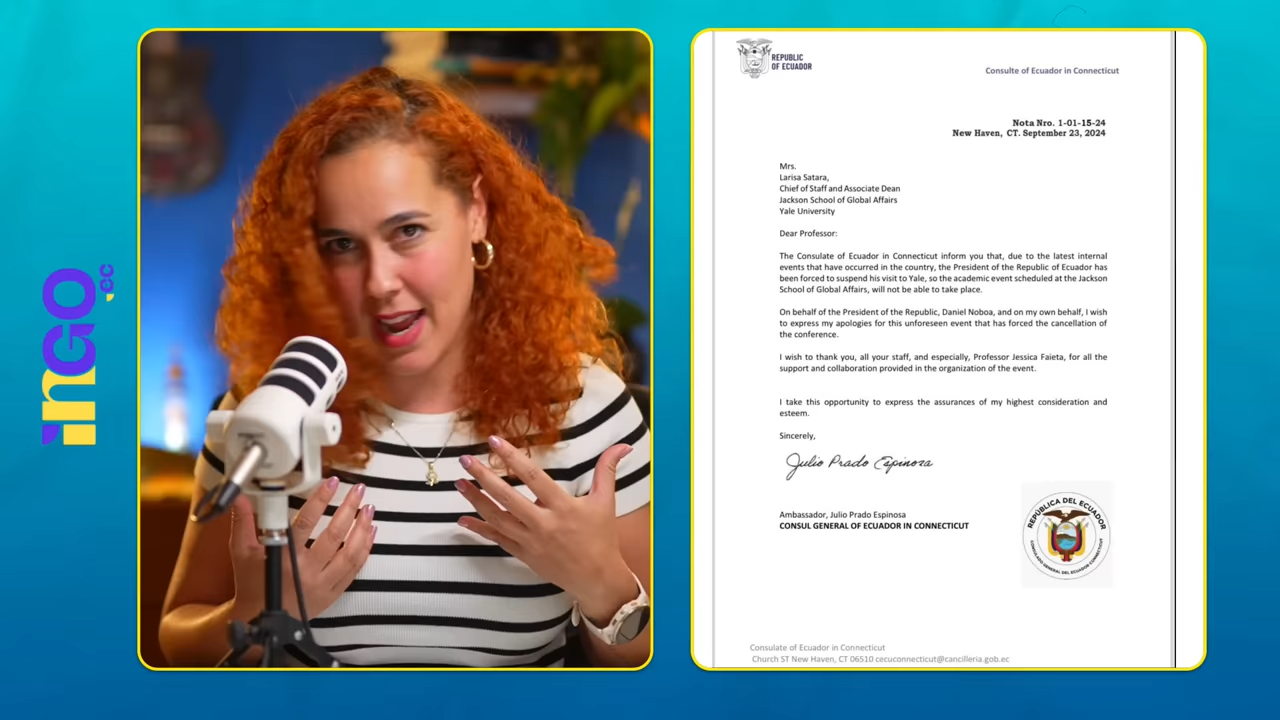 inGO
.cc
REPUBLIC
OF ECUADOR
Consulte of Ecuador in Connecticut
Nota Nro. 1-01-15-24
New Haven, CT. September 23, 2024
Mrs.
Larisa Satara,
Chief of Staff and Associate Dean
Jackson School of Global Affairs
Yale University
Dear Professor:
The Consulate of Ecuador in Connecticut inform you that, due to the latest internal
events that have occurred in the country, the President of the Republic of Ecuador has
been forced to suspend his visit to Yale, so the academic event scheduled at the Jackson
School of Global Affairs, will not be able to take place.
On behalf of the President of the Republic, Daniel Noboa, and on my own behalf, I wish
to express my apologies for this unforeseen event that has forced the cancellation of
the conference.
I wish to thank you, all your staff, and especially, Professor Jessica Faieta, for all the
support and collaboration provided in the organization of the event.
I take this opportunity to express the assurances of my highest consideration and
esteem.
Sincerely,
Julio Prado Espinosa
Ambassador, Julio Prado Espinosa
CONSUL GENERAL OF ECUADOR IN CONNECTICUT
REPÚBLICA DEL ECUADOR
CONSULADO GENERAL DEL ECUADOR CONNECTICUT
Consulate of Ecuador in Connecticut
Church ST New Haven, CT 06510 cecuconnecticut@cancilleria.gob.ec